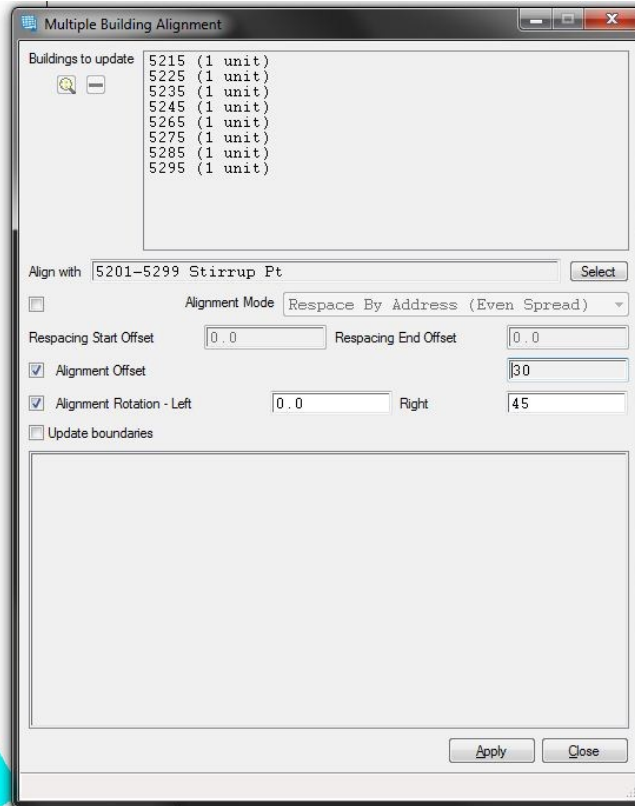 Multiple Building Alignment
Buildings to update
5215 (1 unit)
5225 (1 unit)
5235 (1 unit)
5245 (1 unit)
5265 (1 unit)
5275 (1 unit)
5285 (1 unit)
5295 (1 unit)
Align with 5201-5299 Stirrup Pt Select
Alignment Mode Respace By Address (Even Spread)
Respacing Start Offset 0.0 Respacing End Offset 0.0
Alignment Offset 30
Alignment Rotation - Left 0.0 Right 45
Update boundaries
Apply Close